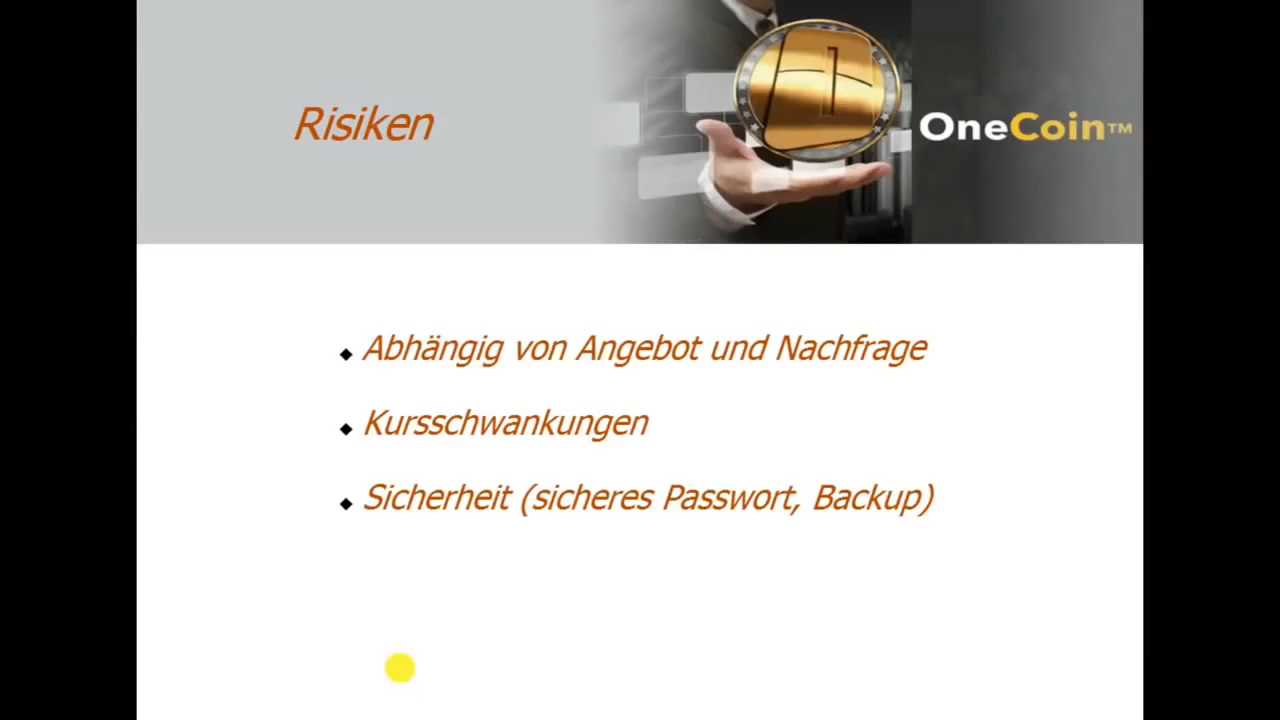 Risiken
OneCoin™
Abhängig von Angebot und Nachfrage
Kursschwankungen
Sicherheit (sicheres Passwort, Backup)